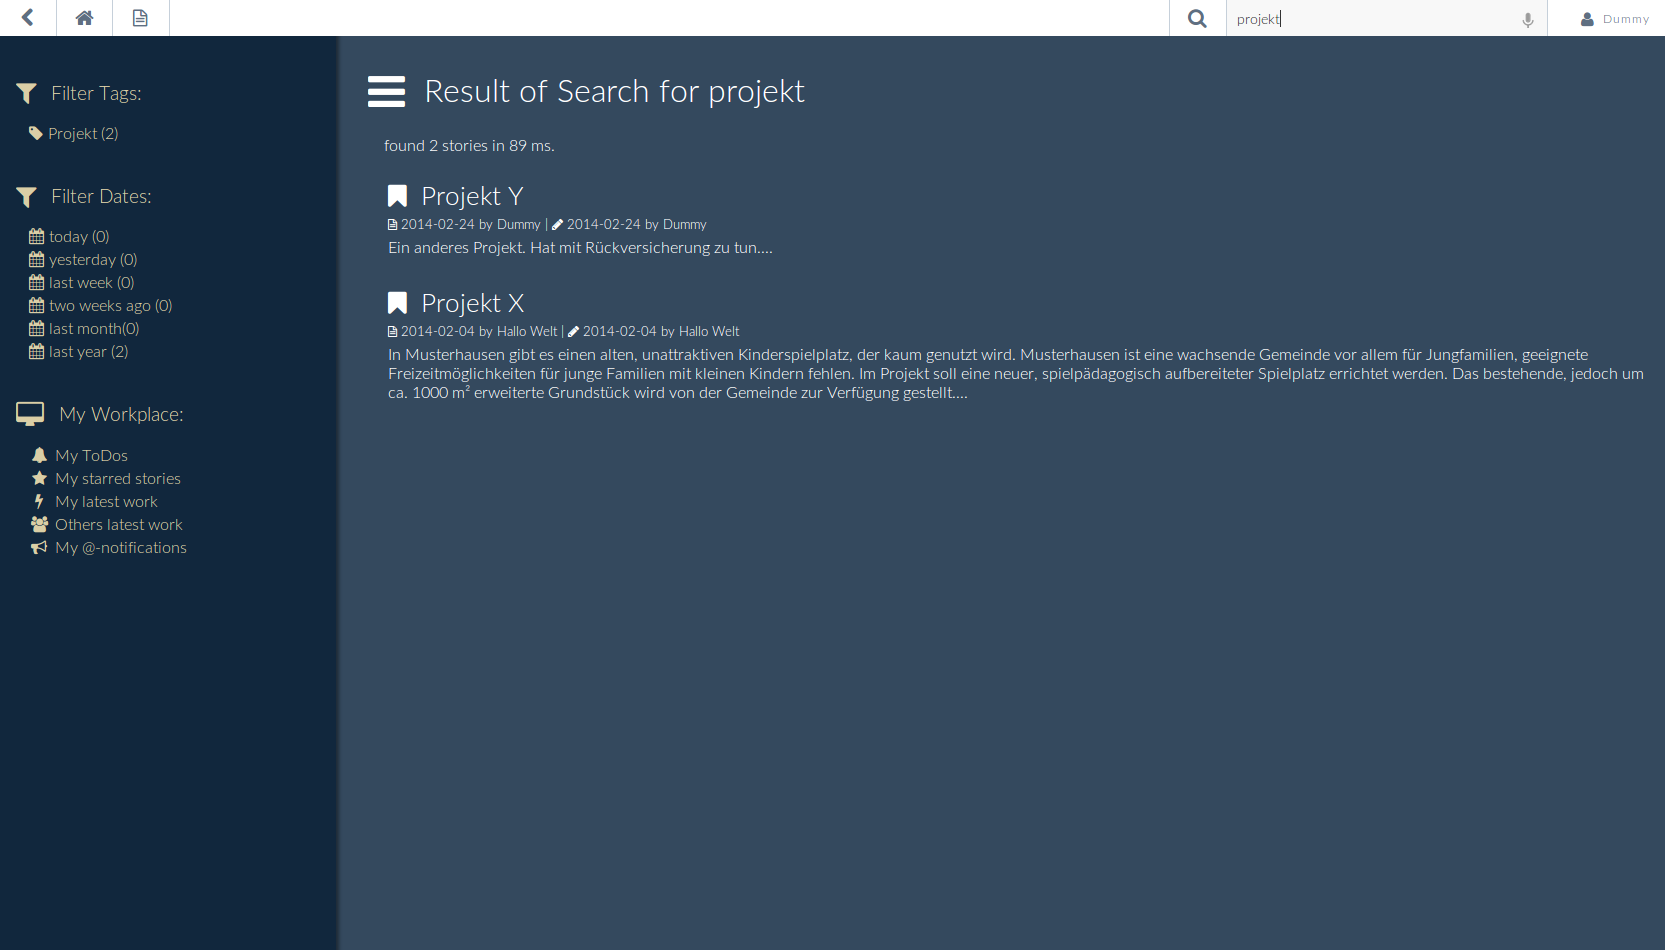 projekt
Dummy
Filter Tags:
Projekt (2)
Filter Dates:
today (0)
yesterday (0)
last week (0)
two weeks ago (0)
last month(0)
last year (2)
My Workplace:
My ToDos
My starred stories
My latest work
Others latest work
My @-notifications
Result of Search for projekt
found 2 stories in 89 ms.
Projekt Y
2014-02-24 by Dummy | 2014-02-24 by Dummy
Ein anderes Projekt. Hat mit Rückversicherung zu tun....
Projekt X
2014-02-04 by Hallo Welt | 2014-02-04 by Hallo Welt
In Musterhausen gibt es einen alten, unattraktiven Kinderspielplatz, der kaum genutzt wird. Musterhausen ist eine wachsende Gemeinde vor allem für Jungfamilien, geeignete
Freizeitmöglichkeiten für junge Familien mit kleinen Kindern fehlen. Im Projekt soll eine neuer, spielpädagogisch aufbereiteter Spielplatz errichtet werden. Das bestehende, jedoch um
ca. 1000 m² erweiterte Grundstück wird von der Gemeinde zur Verfügung gestellt....